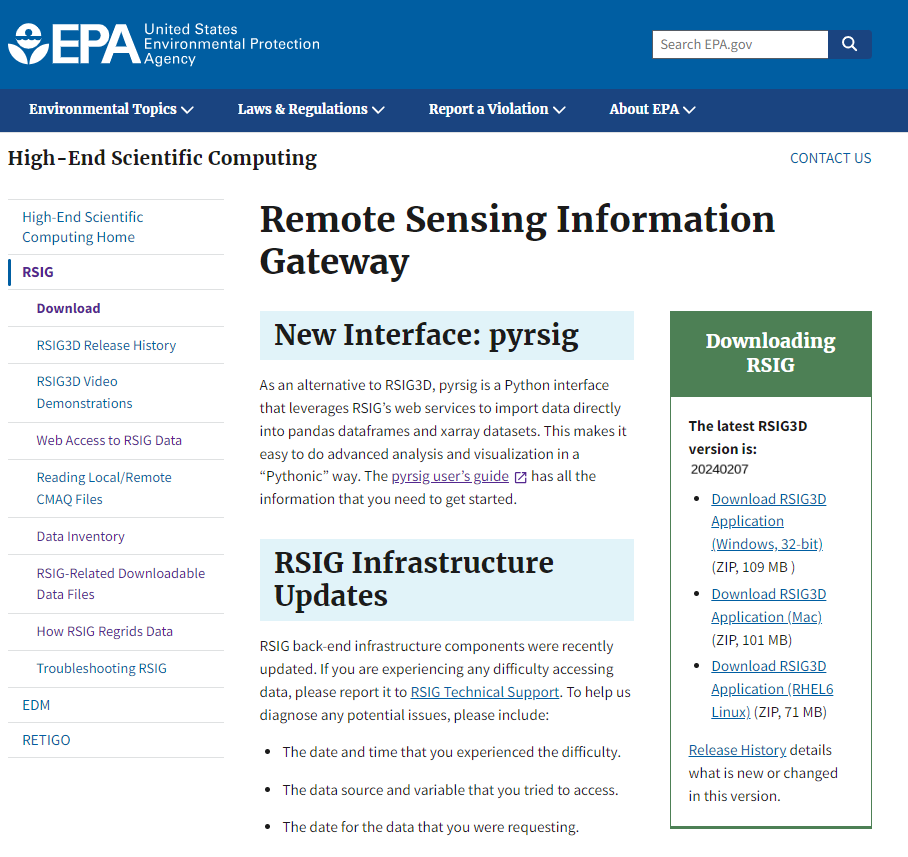 EPA
United States
Environmental Protection
Agency
Search EPA.gov
Environmental Topics
Laws & Regulations
Report a Violation
About EPA
High-End Scientific Computing
CONTACT US
High-End Scientific
Computing Home
RSIG
Download
RSIG3D Release History
RSIG3D Video
Demonstrations
Web Access to RSIG Data
Reading Local/Remote
CMAQ Files
Data Inventory
RSIG-Related Downloadable
Data Files
How RSIG Regrids Data
Troubleshooting RSIG
EDM
RETIGO
Remote Sensing Information
Gateway
New Interface: pyrsig
As an alternative to RSIG3D, pyrsig is a Python interface
that leverages RSIG’s web services to import data directly
into pandas dataframes and xarray datasets. This makes it
easy to do advanced analysis and visualization in a
“Pythonic” way. The pyrsig user’s guide has all the
information that you need to get started.
RSIG Infrastructure
Updates
RSIG back-end infrastructure components were recently
updated. If you are experiencing any difficulty accessing
data, please report it to RSIG Technical Support. To help us
diagnose any potential issues, please include:
• The date and time that you experienced the difficulty.
• The data source and variable that you tried to access.
• The date for the data that you were requesting.
Downloading
RSIG
The latest RSIG3D
version is:
20240207
• Download RSIG3D
Application
(Windows, 32-bit)
(ZIP, 109 MB )
• Download RSIG3D
Application (Mac)
(ZIP, 101 MB)
• Download RSIG3D
Application (RHEL6
Linux) (ZIP, 71 MB)
Release History details
what is new or changed
in this version.